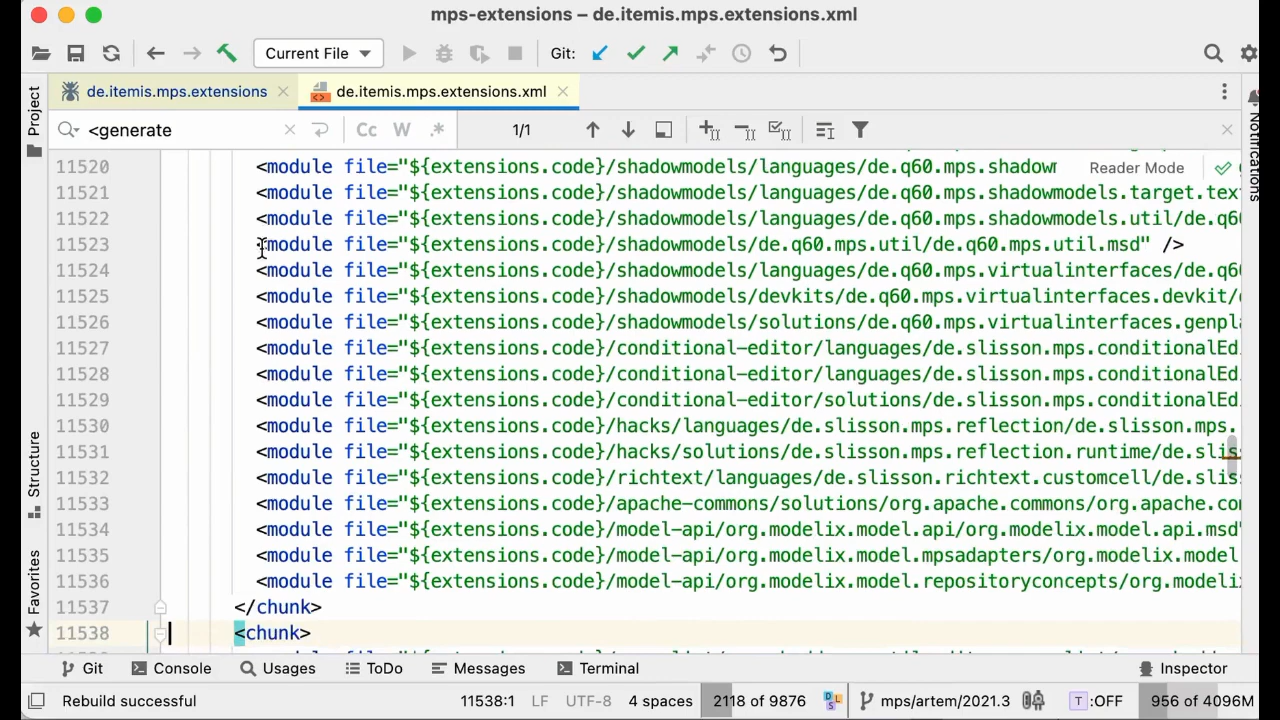 mps-extensions – de.itemis.mps.extensions.xml
Current File
Git:
de.itemis.mps.extensions
de.itemis.mps.extensions.xml
<generate
Cc W .*
1/1
Project
Structure
Favorites
Notifications
Reader Mode
11520 <module file="${extensions.code}/shadowmodels/languages/de.q60.mps.shadowm
11521 <module file="${extensions.code}/shadowmodels/languages/de.q60.mps.shadowmodels.target.text
11522 <module file="${extensions.code}/shadowmodels/languages/de.q60.mps.shadowmodels.util/de.q60
11523 <module file="${extensions.code}/shadowmodels/de.q60.mps.util/de.q60.mps.util.msd" />
11524 <module file="${extensions.code}/shadowmodels/languages/de.q60.mps.virtualinterfaces/de.q60
11525 <module file="${extensions.code}/shadowmodels/devkits/de.q60.mps.virtualinterfaces.devkit/d
11526 <module file="${extensions.code}/shadowmodels/solutions/de.q60.mps.virtualinterfaces.genpla
11527 <module file="${extensions.code}/conditional-editor/languages/de.slisson.mps.conditionalEd
11528 <module file="${extensions.code}/conditional-editor/languages/de.slisson.mps.conditionalEd
11529 <module file="${extensions.code}/conditional-editor/solutions/de.slisson.mps.conditionalEd
11530 <module file="${extensions.code}/hacks/languages/de.slisson.mps.reflection/de.slisson.mps.
11531 <module file="${extensions.code}/hacks/solutions/de.slisson.mps.reflection.runtime/de.slis
11532 <module file="${extensions.code}/richtext/languages/de.slisson.richtext.customcell/de.slis
11533 <module file="${extensions.code}/apache-commons/solutions/org.apache.commons/org.apache.com
11534 <module file="${extensions.code}/model-api/org.modelix.model.api/org.modelix.model.api.msd"
11535 <module file="${extensions.code}/model-api/org.modelix.model.mpsadapters/org.modelix.model.
11536 <module file="${extensions.code}/model-api/org.modelix.model.repositoryconcepts/org.modelix
11537 </chunk>
11538 <chunk>
Git
Console
Usages
ToDo
Messages
Terminal
Inspector
Rebuild successful
11538:1
LF
UTF-8
4 spaces
2118 of 9876
mps/artem/2021.3
T :OFF
956 of 4096M